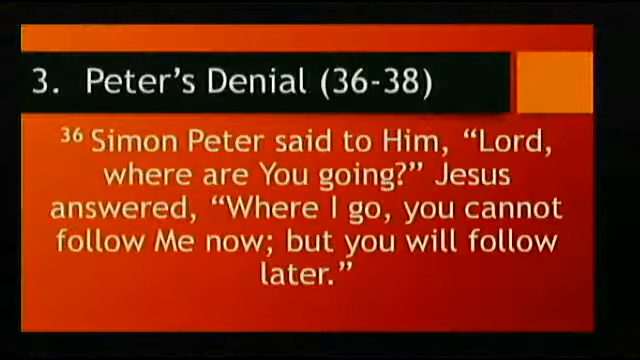 3. Peter's Denial (36-38)
36 Simon Peter said to Him, “Lord,
where are You going?” Jesus
answered, “Where I go, you cannot
follow Me now; but you will follow
later.”